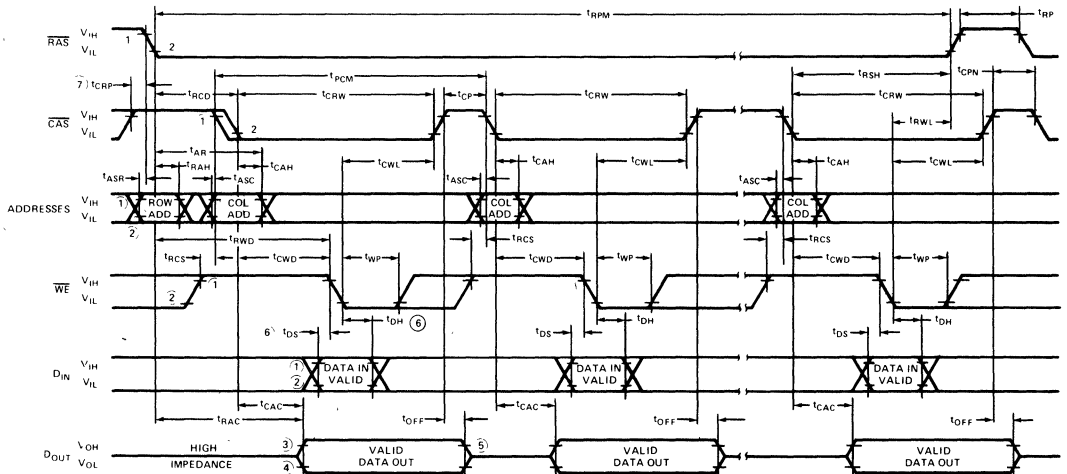 tRPM
tRP
RAS VIH VIL 1 2
7 tCRP tRCD tPCM tCRW tCP tCRW tRSH tCRW tCPN
CAS VIH VIL 1 2 tRWL
tAR tRAH tCAH tCWL tCAH tCWL tCAH tCWL
tASR tASC tASC tASC
ADDRESSES VIH VIL 1 2 ROW ADD COL ADD COL ADD COL ADD
tRWD tRCS tRCS
tRCS tCWD tWP tCWD tWP tCWD tWP
WE VIH VIL 2 1
6 tDS tDH 6 tDS tDH tDS tDH
DIN VIH VIL 1 2 DATA IN VALID DATA IN VALID DATA IN VALID
tCAC tRAC tOFF tCAC tOFF tCAC tOFF
DOUT VOH VOL HIGH IMPEDANCE 3 4 VALID DATA OUT 5 VALID DATA OUT VALID DATA OUT